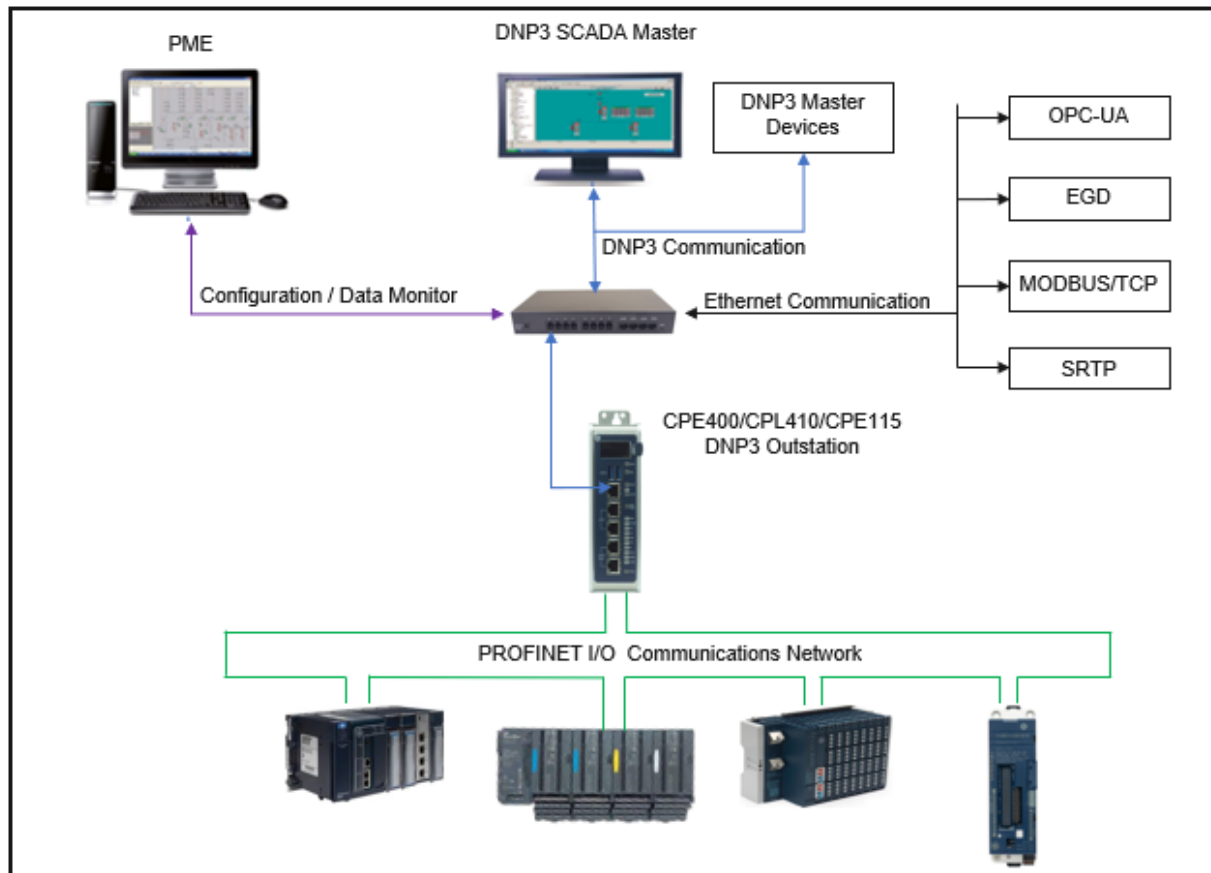 PME
DNP3 SCADA Master
DNP3 Master
Devices
OPC-UA
EGD
DNP3 Communication
MODBUS/TCP
Configuration / Data Monitor
Ethernet Communication
SRTP
CPE400/CPL410/CPE115
DNP3 Outstation
PROFINET I/O Communications Network